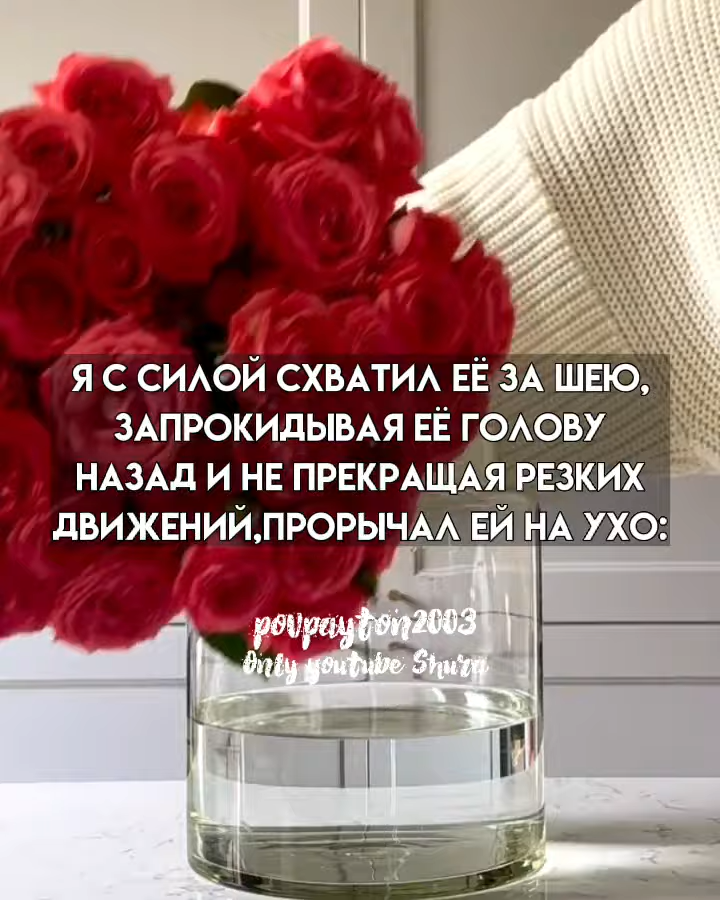 Я С СИЛОЙ СХВАТИЛ ЕЁ ЗА ШЕЮ,
ЗАПРОКИДЫВАЯ ЕЁ ГОЛОВУ
НАЗАД И НЕ ПРЕКРАЩАЯ РЕЗКИХ
ДВИЖЕНИЙ,ПРОРЫЧАЛ ЕЙ НА УХО:
povpayton2003
Only youtube Shura